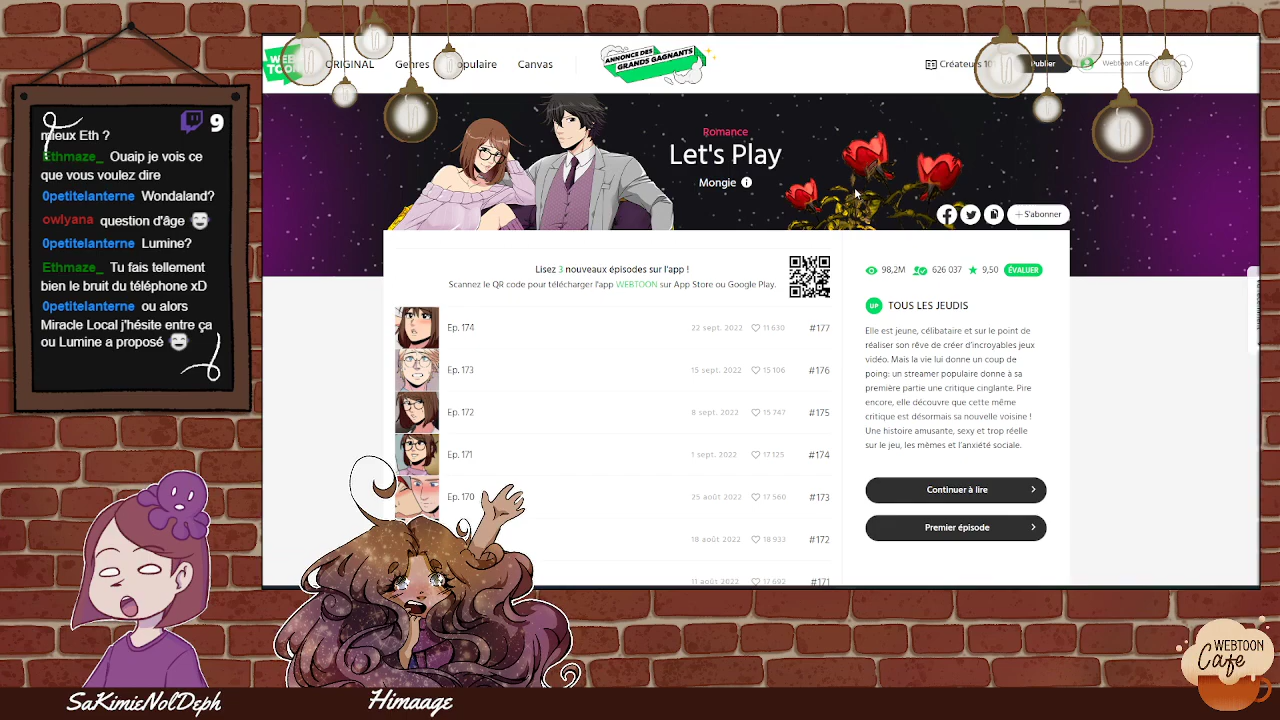 9
mieux Eth ?
Ethmaze_ Ouaip je vois ce
que vous voulez dire
0petitelanterne Wondaland?
owlyana question d'âge
0petitelanterne Lumine?
Ethmaze_ Tu fais tellement
bien le bruit du téléphone xD
0petitelanterne ou alors
Miracle Local j'hésite entre ça
ou Lumine a proposé
WEB
TOON
ORIGINAL Genres Populaire Canvas
ANNONCE DES
GRANDS GAGNANTS
Créateurs 10 Publier Webtoon Cafe
Romance
Let's Play
Mongie
+ S'abonner
Lisez 3 nouveaux épisodes sur l'app !
Scannez le QR code pour télécharger l'app WEBTOON sur App Store ou Google Play.
Ep. 174 22 sept. 2022 11 630 #177
Ep. 173 15 sept. 2022 15 106 #176
Ep. 172 8 sept. 2022 15 747 #175
Ep. 171 1 sept. 2022 17 125 #174
Ep. 170 25 août 2022 17 560 #173
18 août 2022 18 933 #172
11 août 2022 17 692 #171
98,2M 626 037 9,50 ÉVALUER
UP TOUS LES JEUDIS
Elle est jeune, célibataire et sur le point de
réaliser son rêve de créer d'incroyables jeux
vidéo. Mais la vie lui donne un coup de
poing: un streamer populaire donne à sa
première partie une critique cinglante. Pire
encore, elle découvre que cette même
critique est désormais sa nouvelle voisine !
Une histoire amusante, sexy et trop réelle
sur le jeu, les mèmes et l'anxiété sociale.
Continuer à lire
Premier épisode
SaKimieNolDeph
Himaage
WEBTOON
Cafe